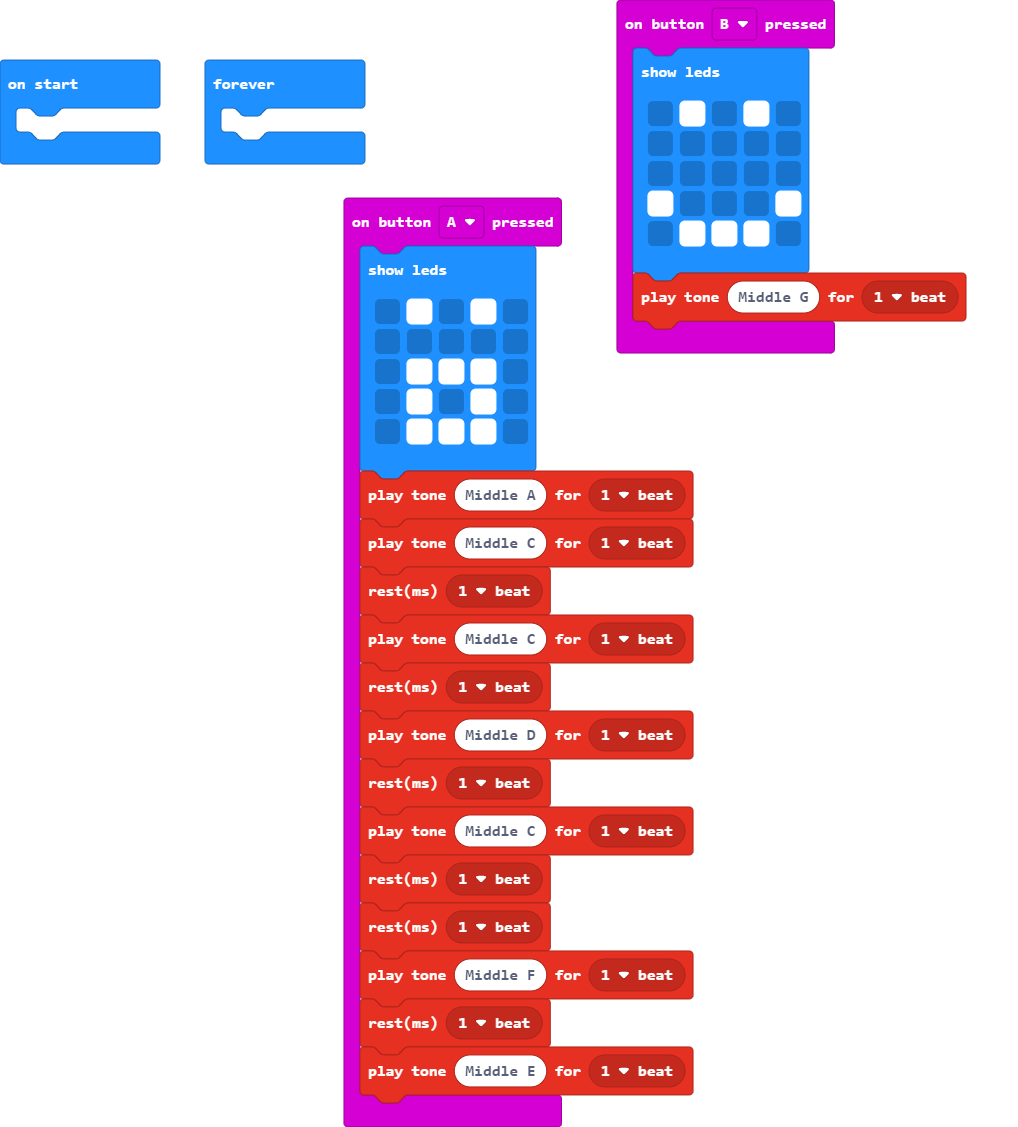 on start
forever
on button B pressed
show leds
play tone Middle G for 1 beat
on button A pressed
show leds
play tone Middle A for 1 beat
play tone Middle C for 1 beat
rest(ms) 1 beat
play tone Middle C for 1 beat
rest(ms) 1 beat
play tone Middle D for 1 beat
rest(ms) 1 beat
play tone Middle C for 1 beat
rest(ms) 1 beat
rest(ms) 1 beat
play tone Middle F for 1 beat
rest(ms) 1 beat
play tone Middle E for 1 beat